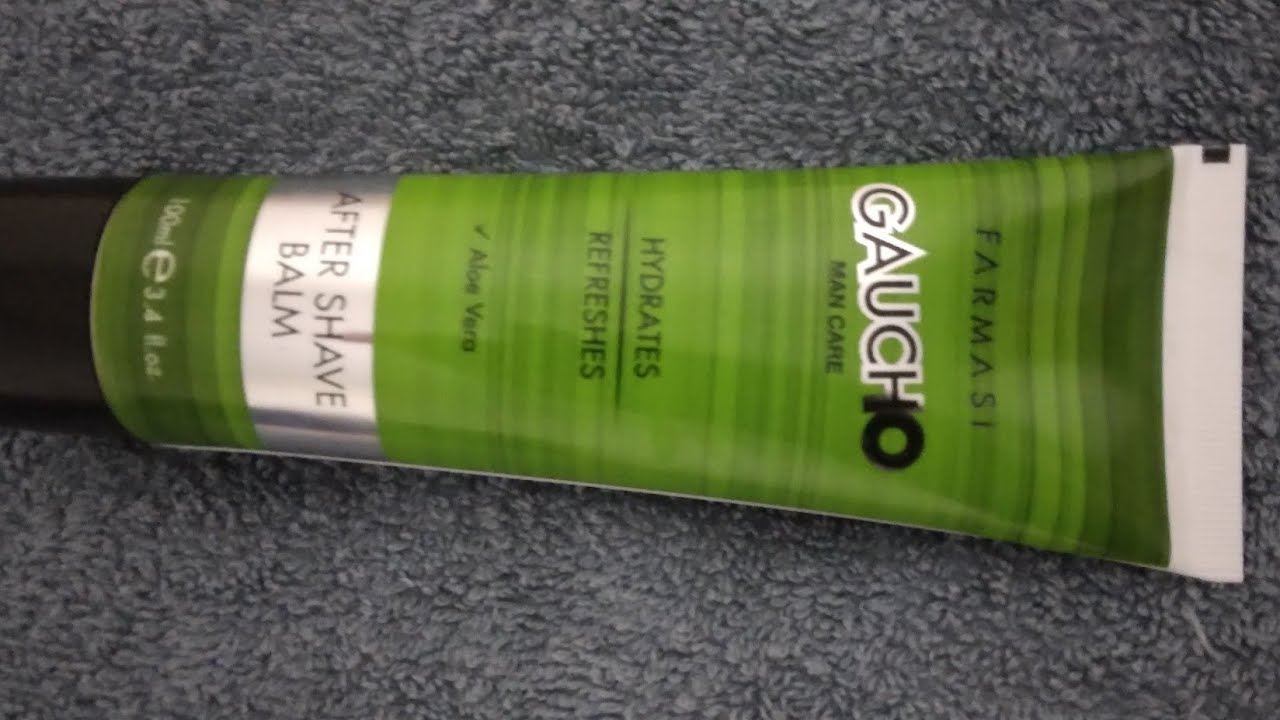 FARMASI
GAUCHO
MAN CARE
HYDRATES
REFRESHES
✓ Aloe Vera
AFTER SHAVE
BALM
100ml e 3.4 fl.oz.